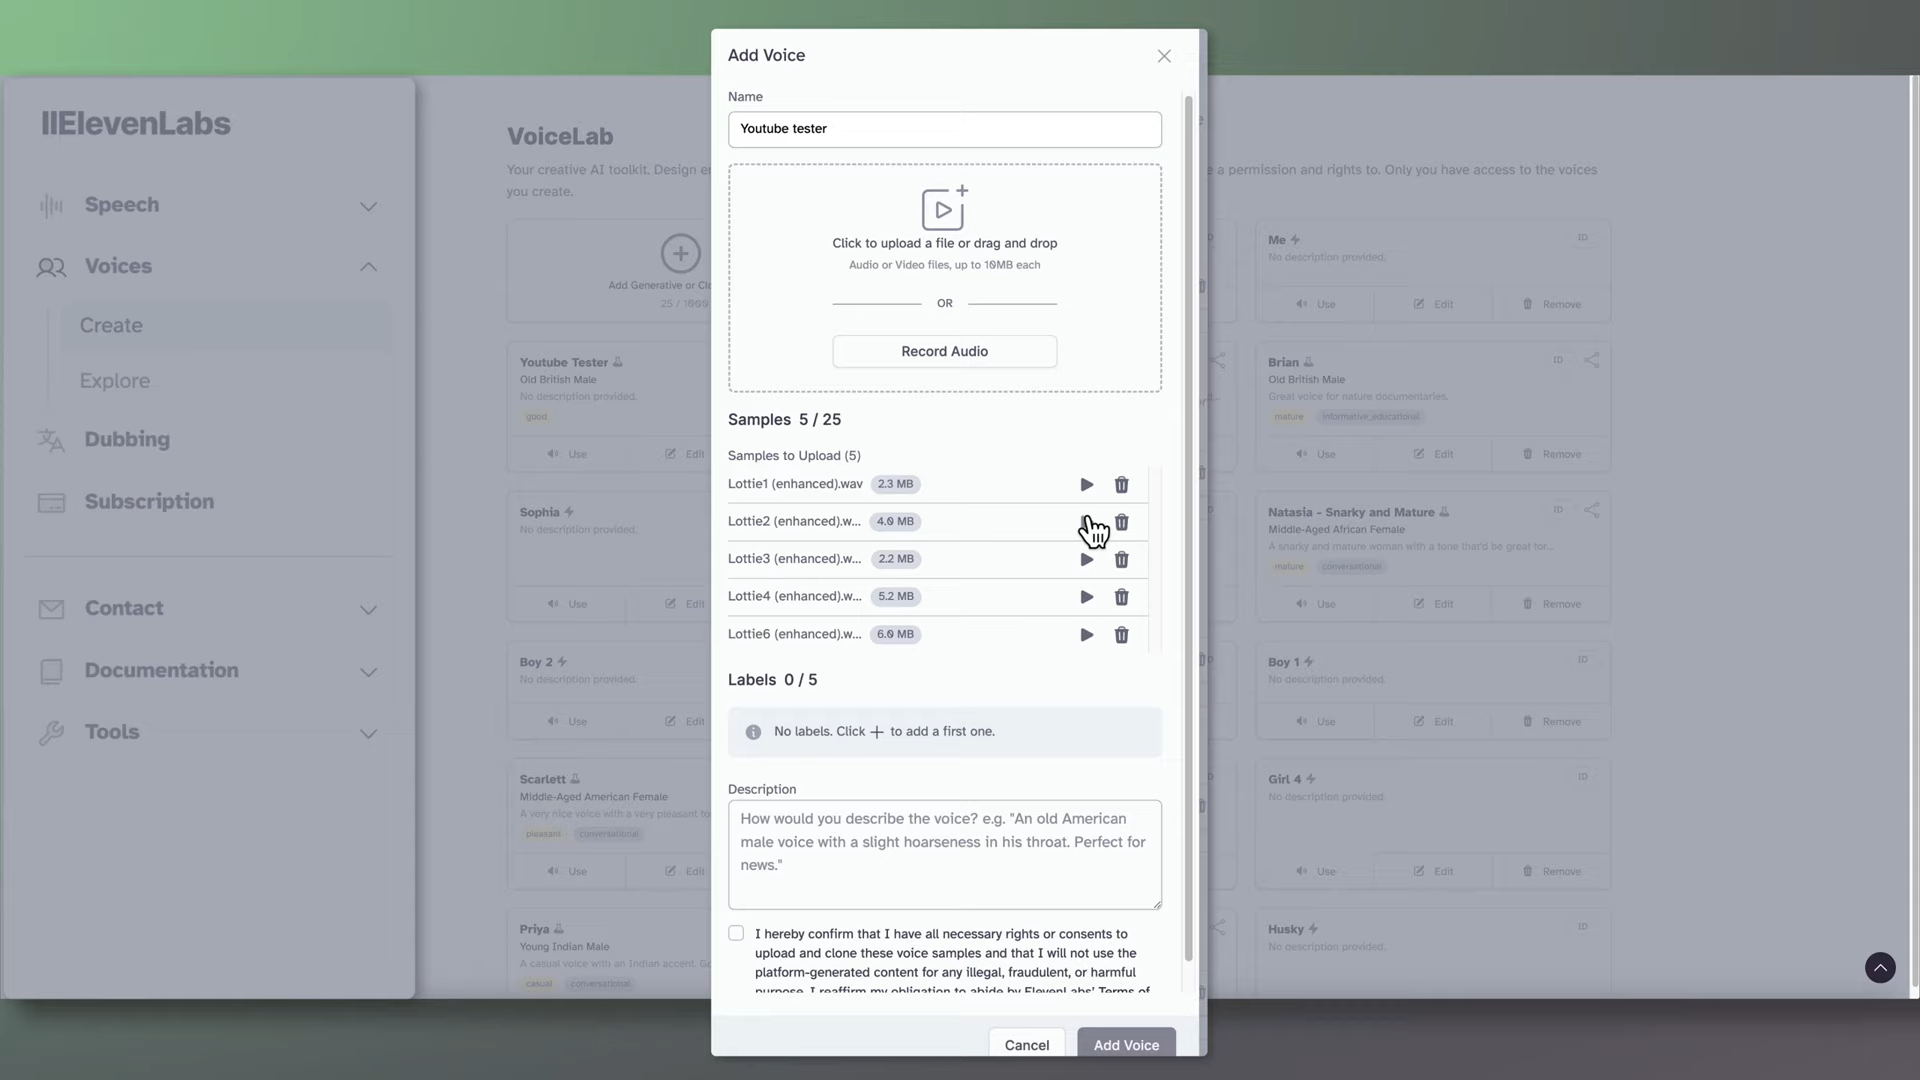 Add Voice
Name
Youtube tester
Click to upload a file or drag and drop
Audio or Video files, up to 10MB each
OR
Record Audio
Samples 5 / 25
Samples to Upload (5)
Lottie1 (enhanced).wav 2.3 MB
Lottie2 (enhanced).w... 4.0 MB
Lottie3 (enhanced).w... 2.2 MB
Lottie4 (enhanced).w... 5.2 MB
Lottie6 (enhanced).w... 6.0 MB
Labels 0 / 5
No labels. Click + to add a first one.
Description
How would you describe the voice? e.g. "An old American
male voice with a slight hoarseness in his throat. Perfect for
news."
I hereby confirm that I have all necessary rights or consents to
upload and clone these voice samples and that I will not use the
platform-generated content for any illegal, fraudulent, or harmful
purpose. I reaffirm my obligation to abide by ElevenLabs' Terms of
Cancel Add Voice
IIElevenLabs
Speech
Voices
Create
Explore
Dubbing
Subscription
Contact
Documentation
Tools
VoiceLab
Your creative AI toolkit. Design
e a permission and rights to. Only you have access to the voices
you create.
Add Generative or
25 / 1000
Youtube Tester
Old British Male
No description provided.
good
Use Edit
Sophia
No description provided.
Use Edit
Boy 2
No description provided.
Use Edit
Scarlett
Middle-Aged American Female
A very nice voice with a very pleasant to
pleasant conversational
Use Edit
Priya
Young Indian Male
A casual voice with an Indian accent.
casual conversational
Me ID
No description provided.
Use Edit Remove
Brian ID
Old British Male
Great voice for nature documentaries.
mature informative_educational
Use Edit Remove
Natasia - Snarky and Mature ID
Middle-Aged African Female
A snarky and mature woman with a tone that'd be great for...
mature conversational
Use Edit Remove
Boy 1 ID
No description provided.
Use Edit Remove
Girl 4 ID
No description provided.
Use Edit Remove
Husky ID
No description provided.